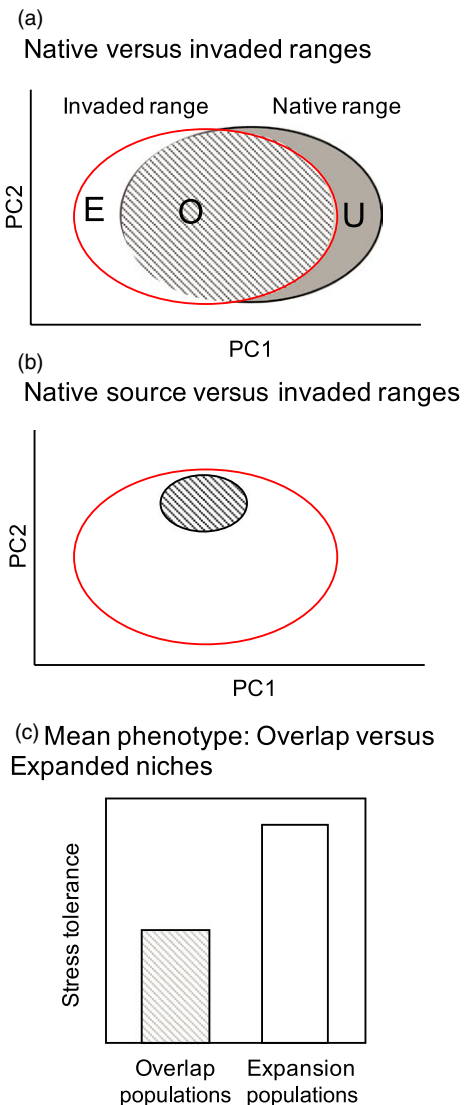 (a)
Native versus invaded ranges
Invaded range Native range
E O U
PC2
PC1
(b)
Native source versus invaded ranges
PC2
PC1
(c) Mean phenotype: Overlap versus
Expanded niches
Stress tolerance
Overlap Expansion
populations populations